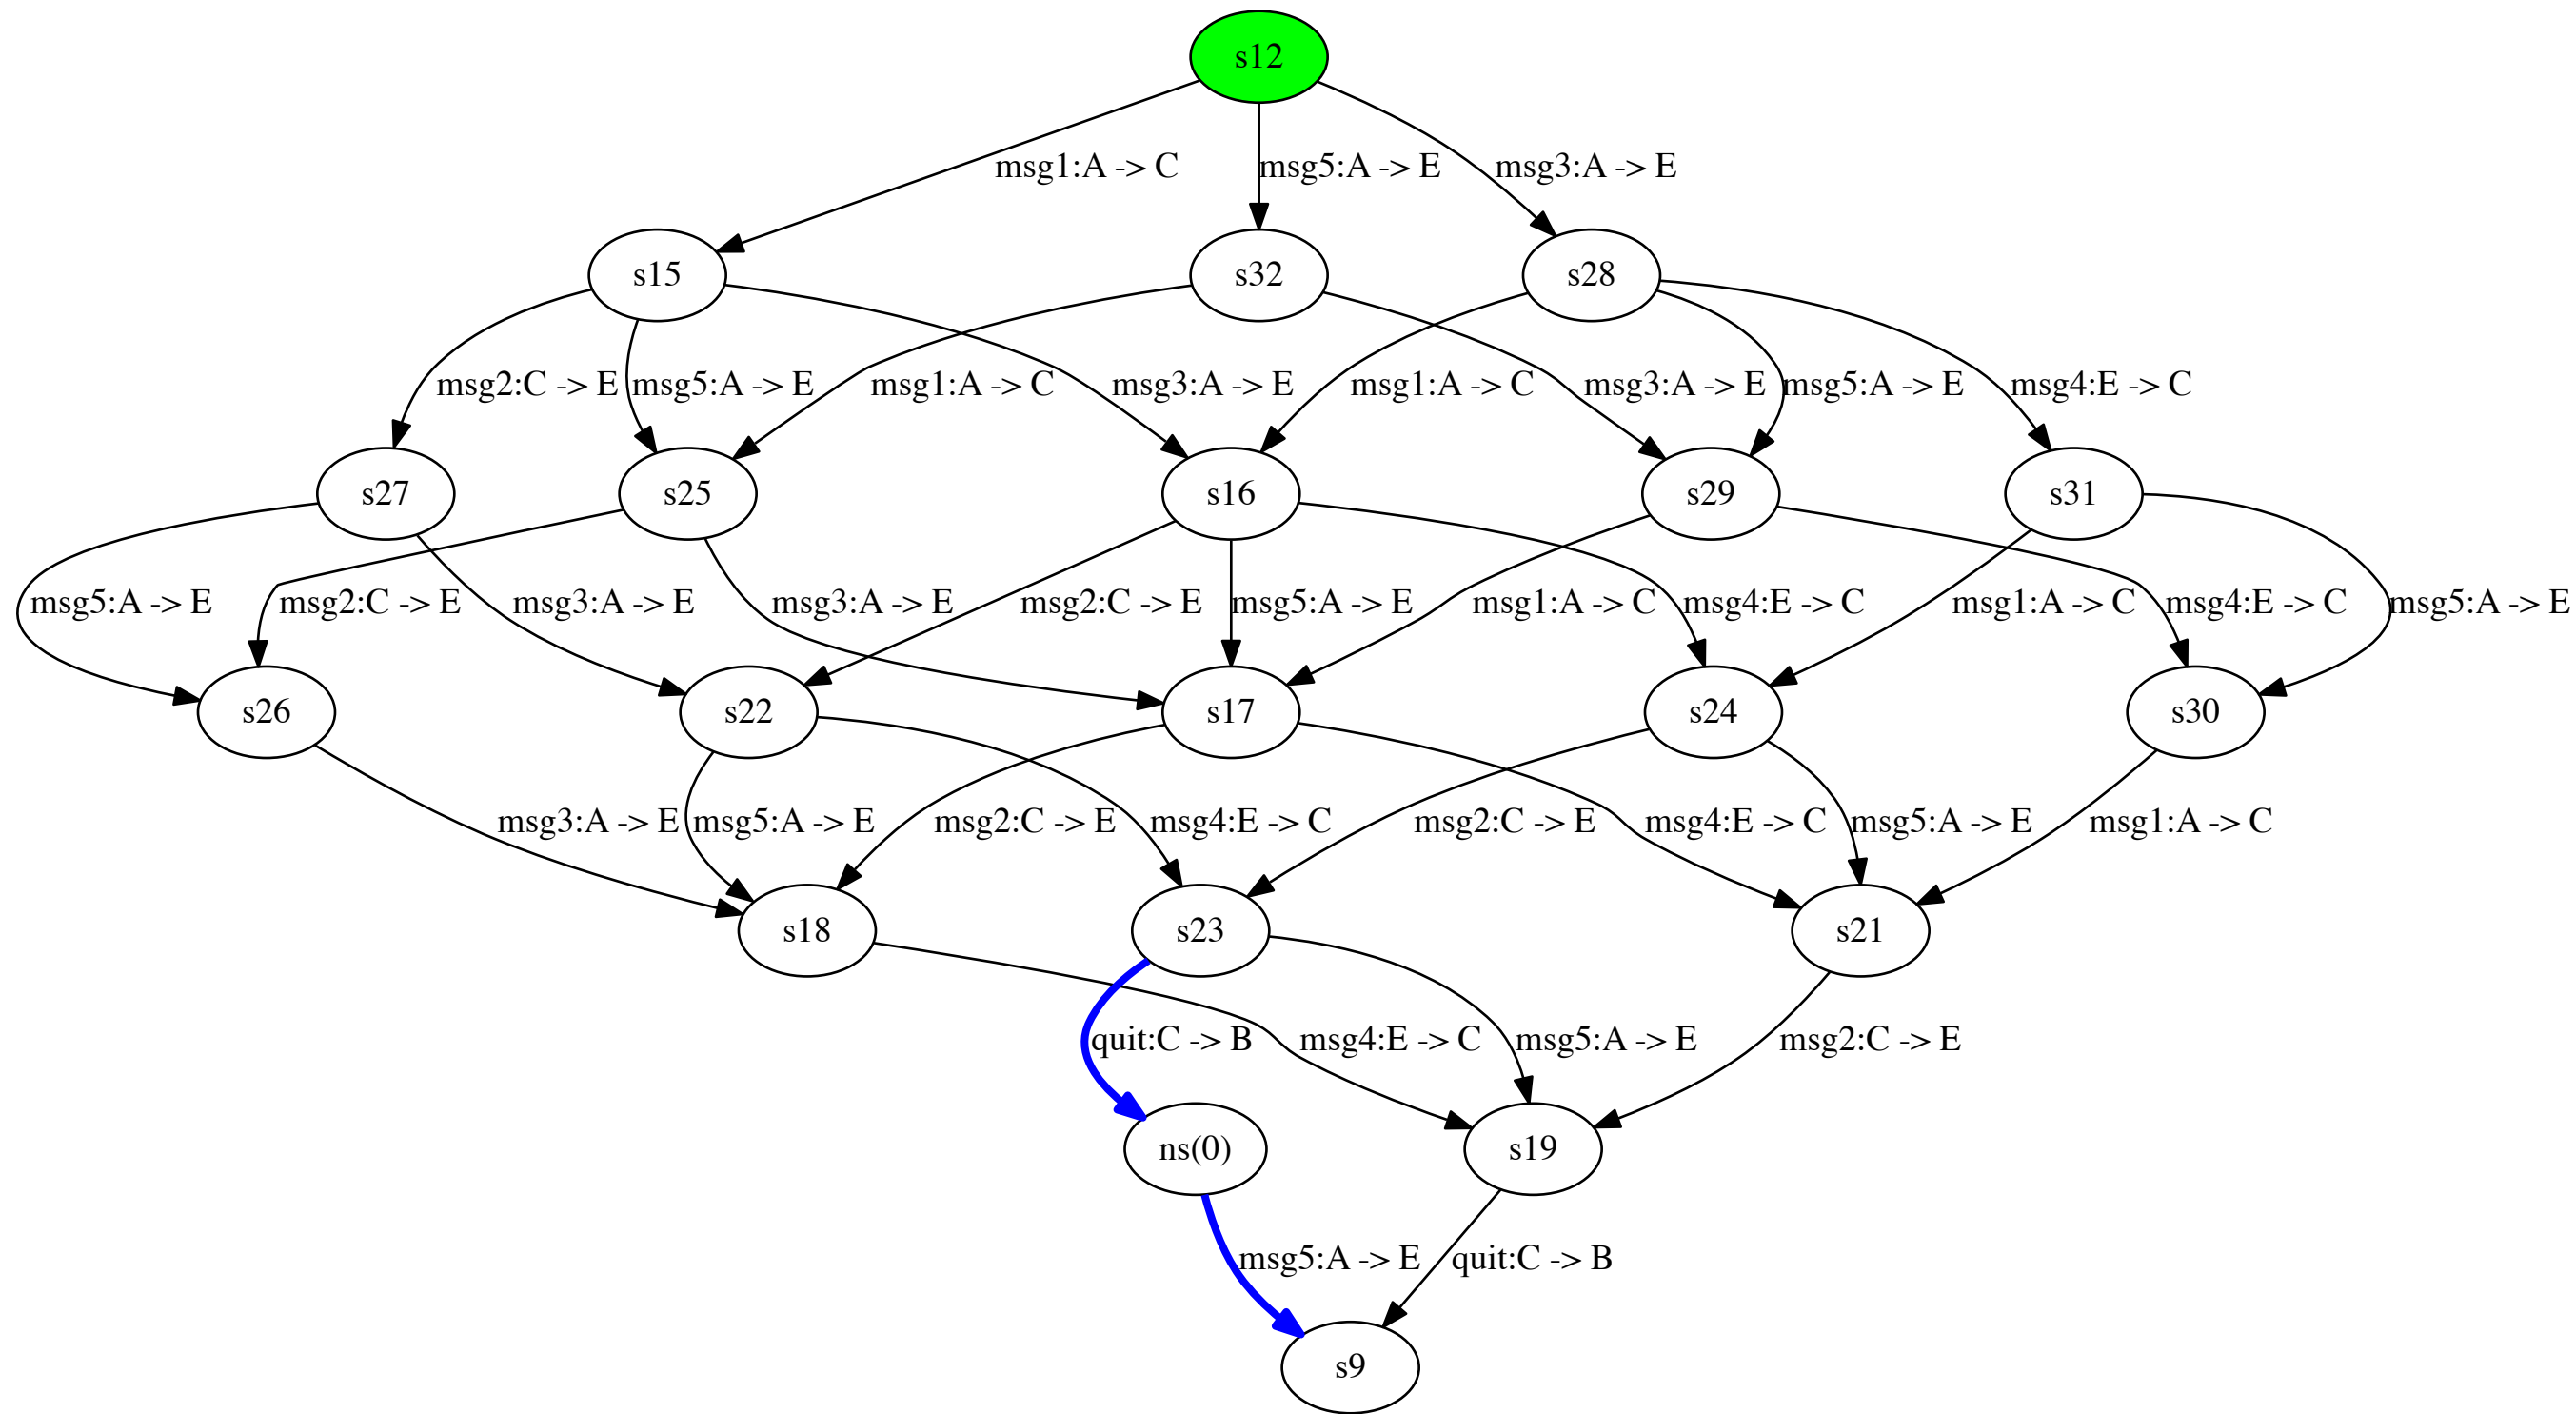 s12
msg1:A -> C
msg5:A -> E
msg3:A -> E
s15
s32
s28
msg2:C -> E
msg5:A -> E
msg1:A -> C
msg3:A -> E
msg1:A -> C
msg3:A -> E
msg5:A -> E
msg4:E -> C
s27
s25
s16
s29
s31
msg5:A -> E
msg2:C -> E
msg3:A -> E
msg3:A -> E
msg2:C -> E
msg5:A -> E
msg1:A -> C
msg4:E -> C
msg1:A -> C
msg4:E -> C
msg5:A -> E
s26
s22
s17
s24
s30
msg3:A -> E
msg5:A -> E
msg2:C -> E
msg4:E -> C
msg2:C -> E
msg4:E -> C
msg5:A -> E
msg1:A -> C
s18
s23
s21
quit:C -> B
msg4:E -> C
msg5:A -> E
msg2:C -> E
ns(0)
s19
msg5:A -> E
quit:C -> B
s9